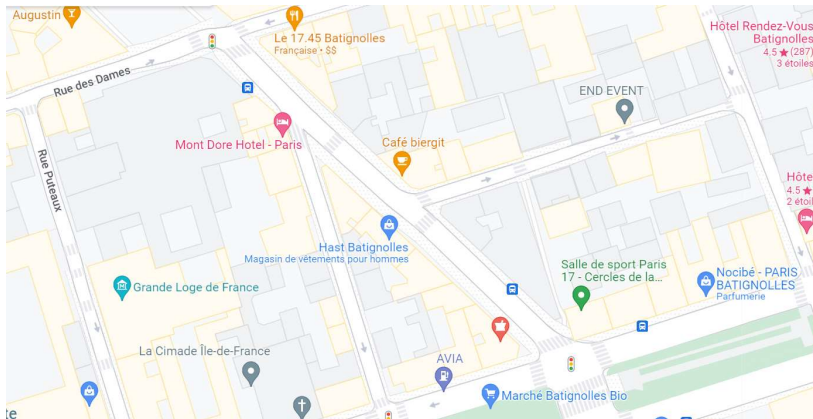 Augustin
Le 17.45 Batignolles
Française • $$
Hôtel Rendez-Vous
Batignolles
4.5 ★ (287)
3 étoiles
Rue des Dames
END EVENT
Mont Dore Hotel - Paris
Café biergit
Rue Puteaux
Hôte
4.5 ★
2 étoil
Hast Batignolles
Magasin de vêtements pour hommes
Salle de sport Paris
17 - Cercles de la...
Nocibé - PARIS
BATIGNOLLES
Parfumerie
Grande Loge de France
La Cimade Île-de-France
AVIA
Marché Batignolles Bio
te